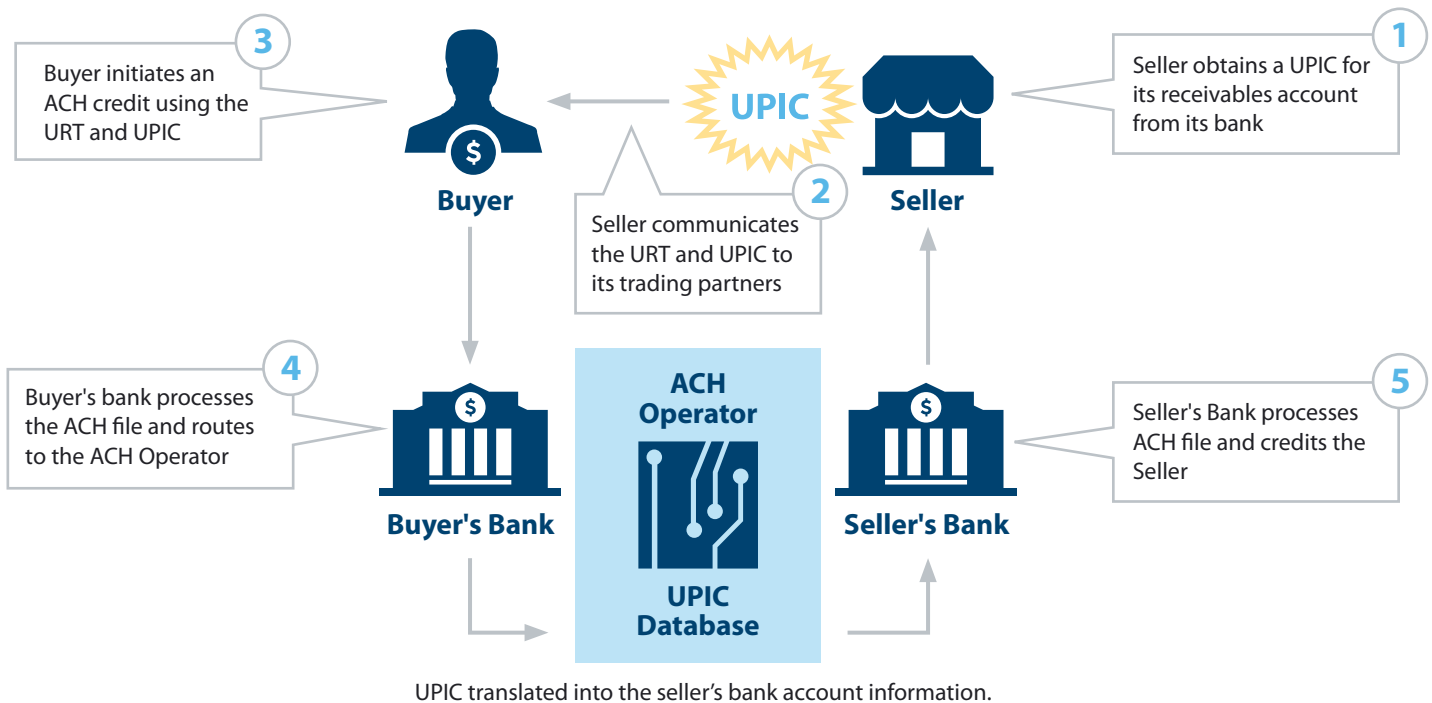 3
Buyer initiates an
ACH credit using the
URT and UPIC
UPIC
1
Seller obtains a UPIC for
its receivables account
from its bank
$
Buyer
2
Seller communicates
the URT and UPIC to
its trading partners
Seller
4
Buyer's bank processes
the ACH file and routes
to the ACH Operator
$
Buyer's Bank
ACH
Operator
UPIC
Database
$
Seller's Bank
5
Seller's Bank processes
ACH file and credits the
Seller
UPIC translated into the seller’s bank account information.